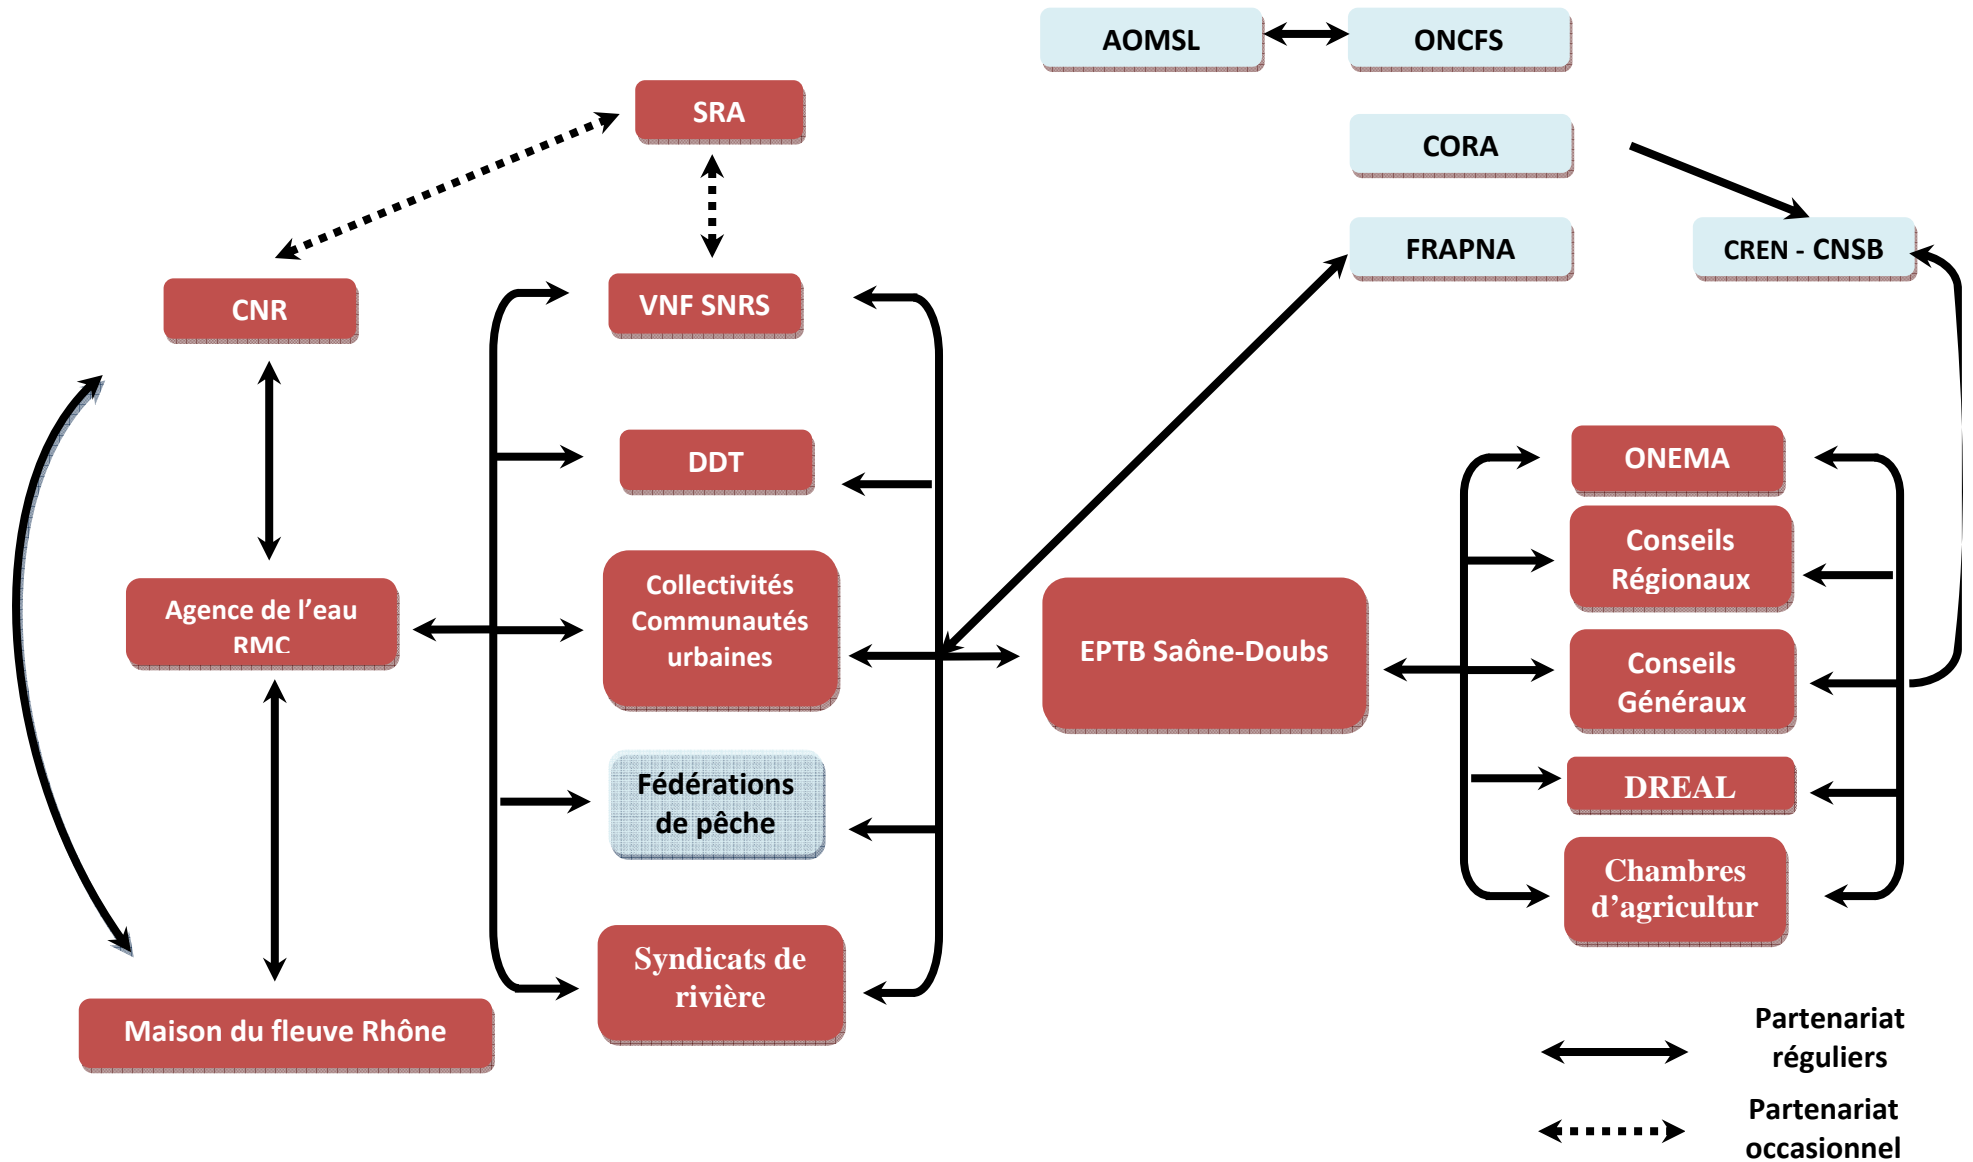 AOMSL
ONCFS
SRA
CORA
FRAPNA
CREN - CNSB
CNR
VNF SNRS
DDT
ONEMA
Conseils
Régionaux
Collectivités
Communautés
urbaines
Agence de l’eau
RMC
EPTB Saône-Doubs
Conseils
Généraux
Fédérations
de pêche
DREAL
Chambres
d’agricultur
Syndicats de
rivière
Maison du fleuve Rhône
Partenariat
réguliers
Partenariat
occasionnel